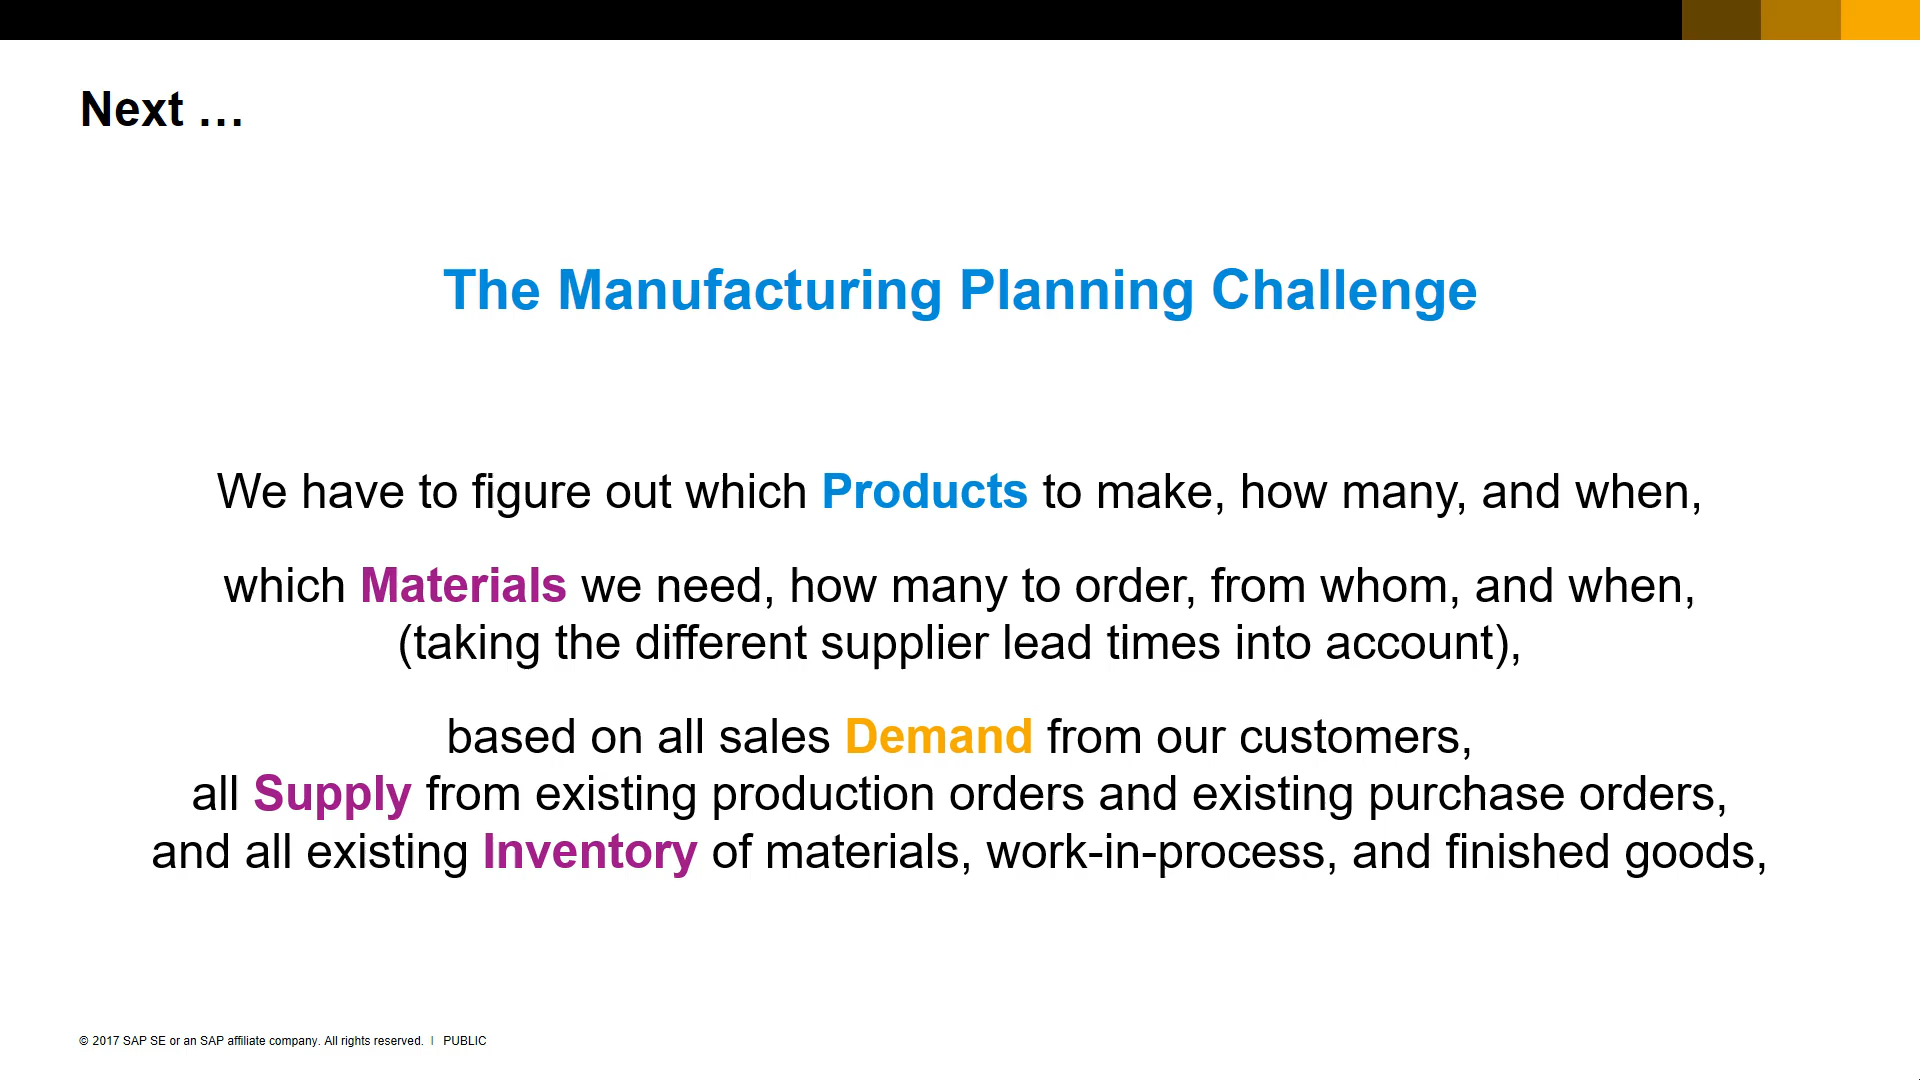 Next …
The Manufacturing Planning Challenge
We have to figure out which Products to make, how many, and when,
which Materials we need, how many to order, from whom, and when,
(taking the different supplier lead times into account),
based on all sales Demand from our customers,
all Supply from existing production orders and existing purchase orders,
and all existing Inventory of materials, work-in-process, and finished goods,
© 2017 SAP SE or an SAP affiliate company. All rights reserved. | PUBLIC